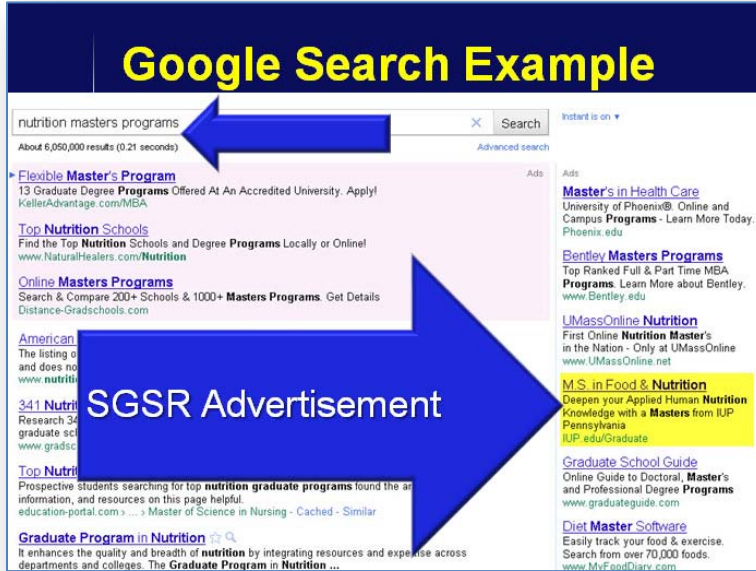 Google Search Example
nutrition masters programs
Search
Instant is on ▼
About 6,050,000 results (0.21 seconds)
Advanced search
Flexible Master's Program
Ads
13 Graduate Degree Programs Offered At An Accredited University. Apply!
KellerAdvantage.com/MBA
Top Nutrition Schools
Find the Top Nutrition Schools and Degree Programs Locally or Online!
www.NaturalHealers.com/Nutrition
Online Masters Programs
Search & Compare 200+ Schools & 1000+ Masters Programs. Get Details
Distance-Gradschools.com
American
The listing
and does
341
Research
graduate
Top
Prospective students searching for top nutrition graduate programs found the
information, and resources on this page helpful.
education-portal.com › ... › Master of Science in Nursing - Cached - Similar
Graduate Program in Nutrition
It enhances the quality and breadth of nutrition by integrating resources and expertise across
departments and colleges. The Graduate Program in Nutrition ...
SGSR Advertisement
Ads
Master's in Health Care
University of Phoenix®. Online and
Campus Programs - Learn More Today.
Phoenix.edu
Bentley Masters Programs
Top Ranked Full & Part Time MBA
Programs. Learn More about Bentley.
www.Bentley.edu
UMassOnline Nutrition
First Online Nutrition Master's
in the Nation - Only at UMassOnline
www.UMassOnline.net
M.S. in Food & Nutrition
Deepen your Applied Human Nutrition
Knowledge with a Masters from IUP
Pennsylvania
IUP.edu/Graduate
Graduate School Guide
Online Guide to Doctoral, Master's
and Professional Degree Programs
www.graduateguide.com
Diet Master Software
Easily track your food & exercise.
Search from over 70,000 foods.
www.MyFoodDiary.com